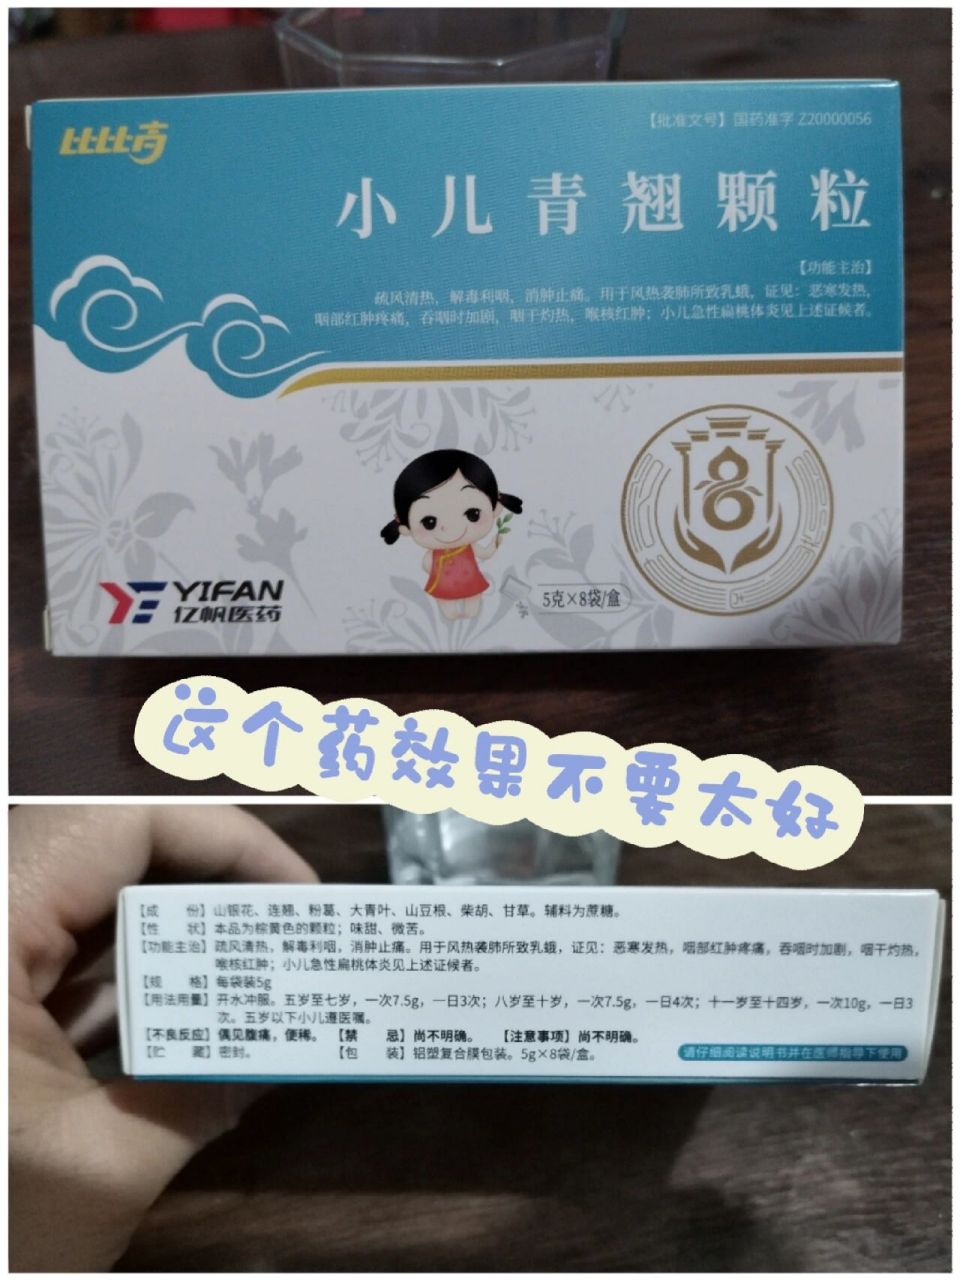 比比青
【批准文号】国药准字 Z20000056
小儿青翘颗粒
【功能主治】
疏风清热，解毒利咽，消肿止痛。用于风热袭肺所致乳蛾，证见：恶寒发热，
咽部红肿疼痛，吞咽时加剧，咽干灼热，喉核红肿；小儿急性扁桃体炎见上述证候者。
YIFAN
亿帆医药
5克×8袋/盒
这个药效果不要太好
【成　份】山银花、连翘、粉葛、大青叶、山豆根、柴胡、甘草。辅料为蔗糖。
【性　状】本品为棕黄色的颗粒；味甜、微苦。
【功能主治】疏风清热，解毒利咽，消肿止痛。用于风热袭肺所致乳蛾，证见：恶寒发热，咽部红肿疼痛，吞咽时加剧，咽干灼热，
喉核红肿；小儿急性扁桃体炎见上述证候者。
【规　格】每袋装5g
【用法用量】开水冲服。五岁至七岁，一次7.5g，一日3次；八岁至十岁，一次7.5g，一日4次；十一岁至十四岁，一次10g，一日3
次。五岁以下小儿遵医嘱。
【不良反应】偶见腹痛，便稀。【禁　忌】尚不明确。【注意事项】尚不明确。
【贮　藏】密封。【包　装】铝塑复合膜包装。5g×8袋/盒。
请仔细阅读说明书并在医师指导下使用